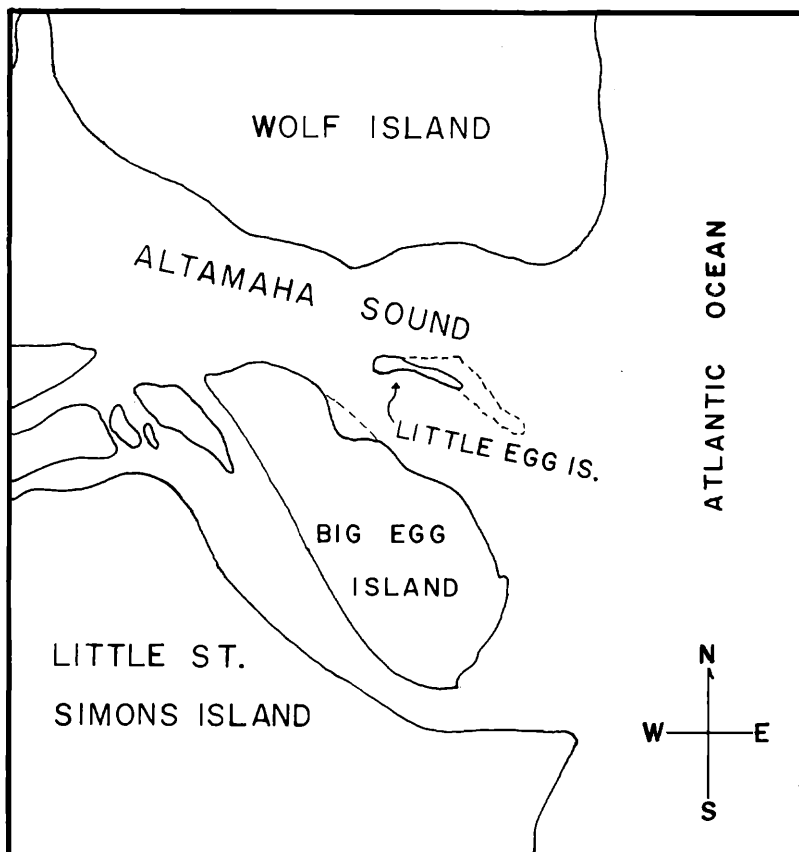 WOLF ISLAND
ALTAMAHA SOUND
ATLANTIC OCEAN
LITTLE EGG IS.
BIG EGG
ISLAND
LITTLE ST.
SIMONS ISLAND
N
W E
S